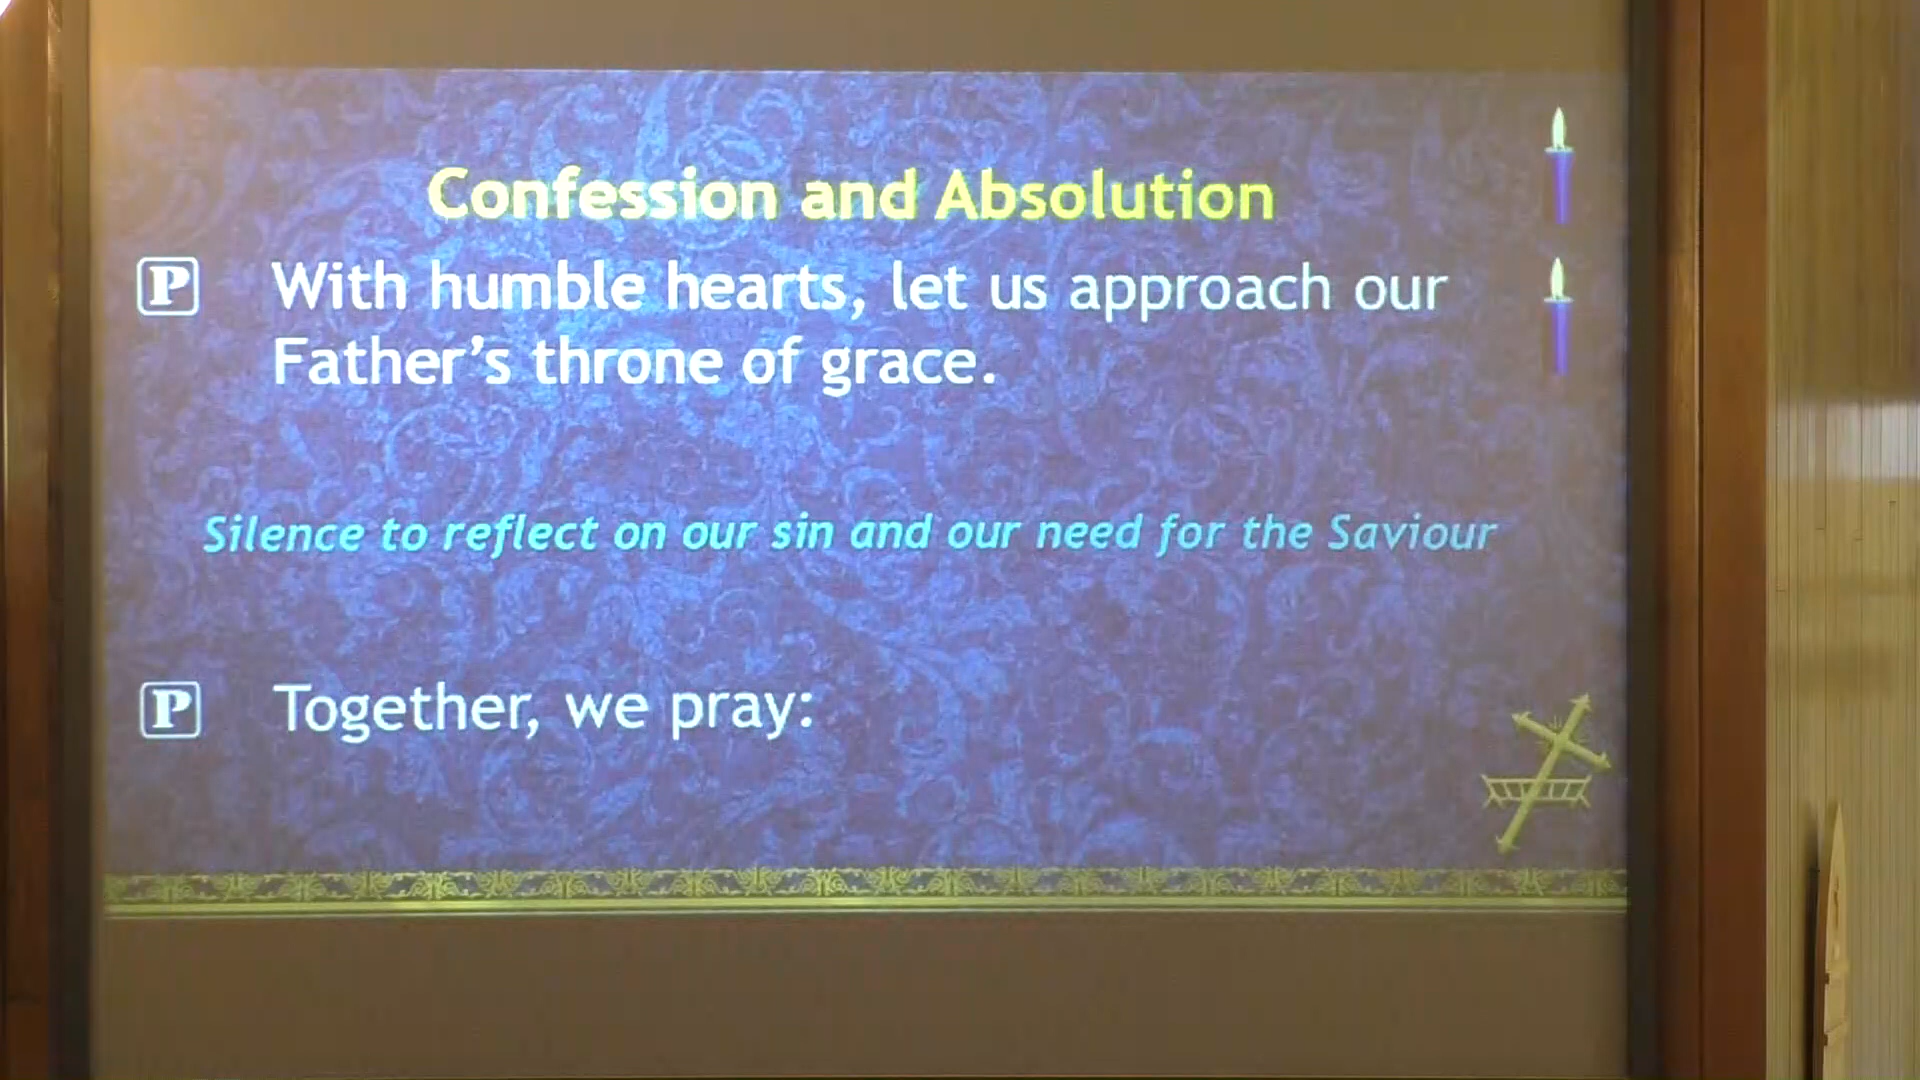 Confession and Absolution
P With humble hearts, let us approach our
Father's throne of grace.
Silence to reflect on our sin and our need for the Saviour
P Together, we pray: